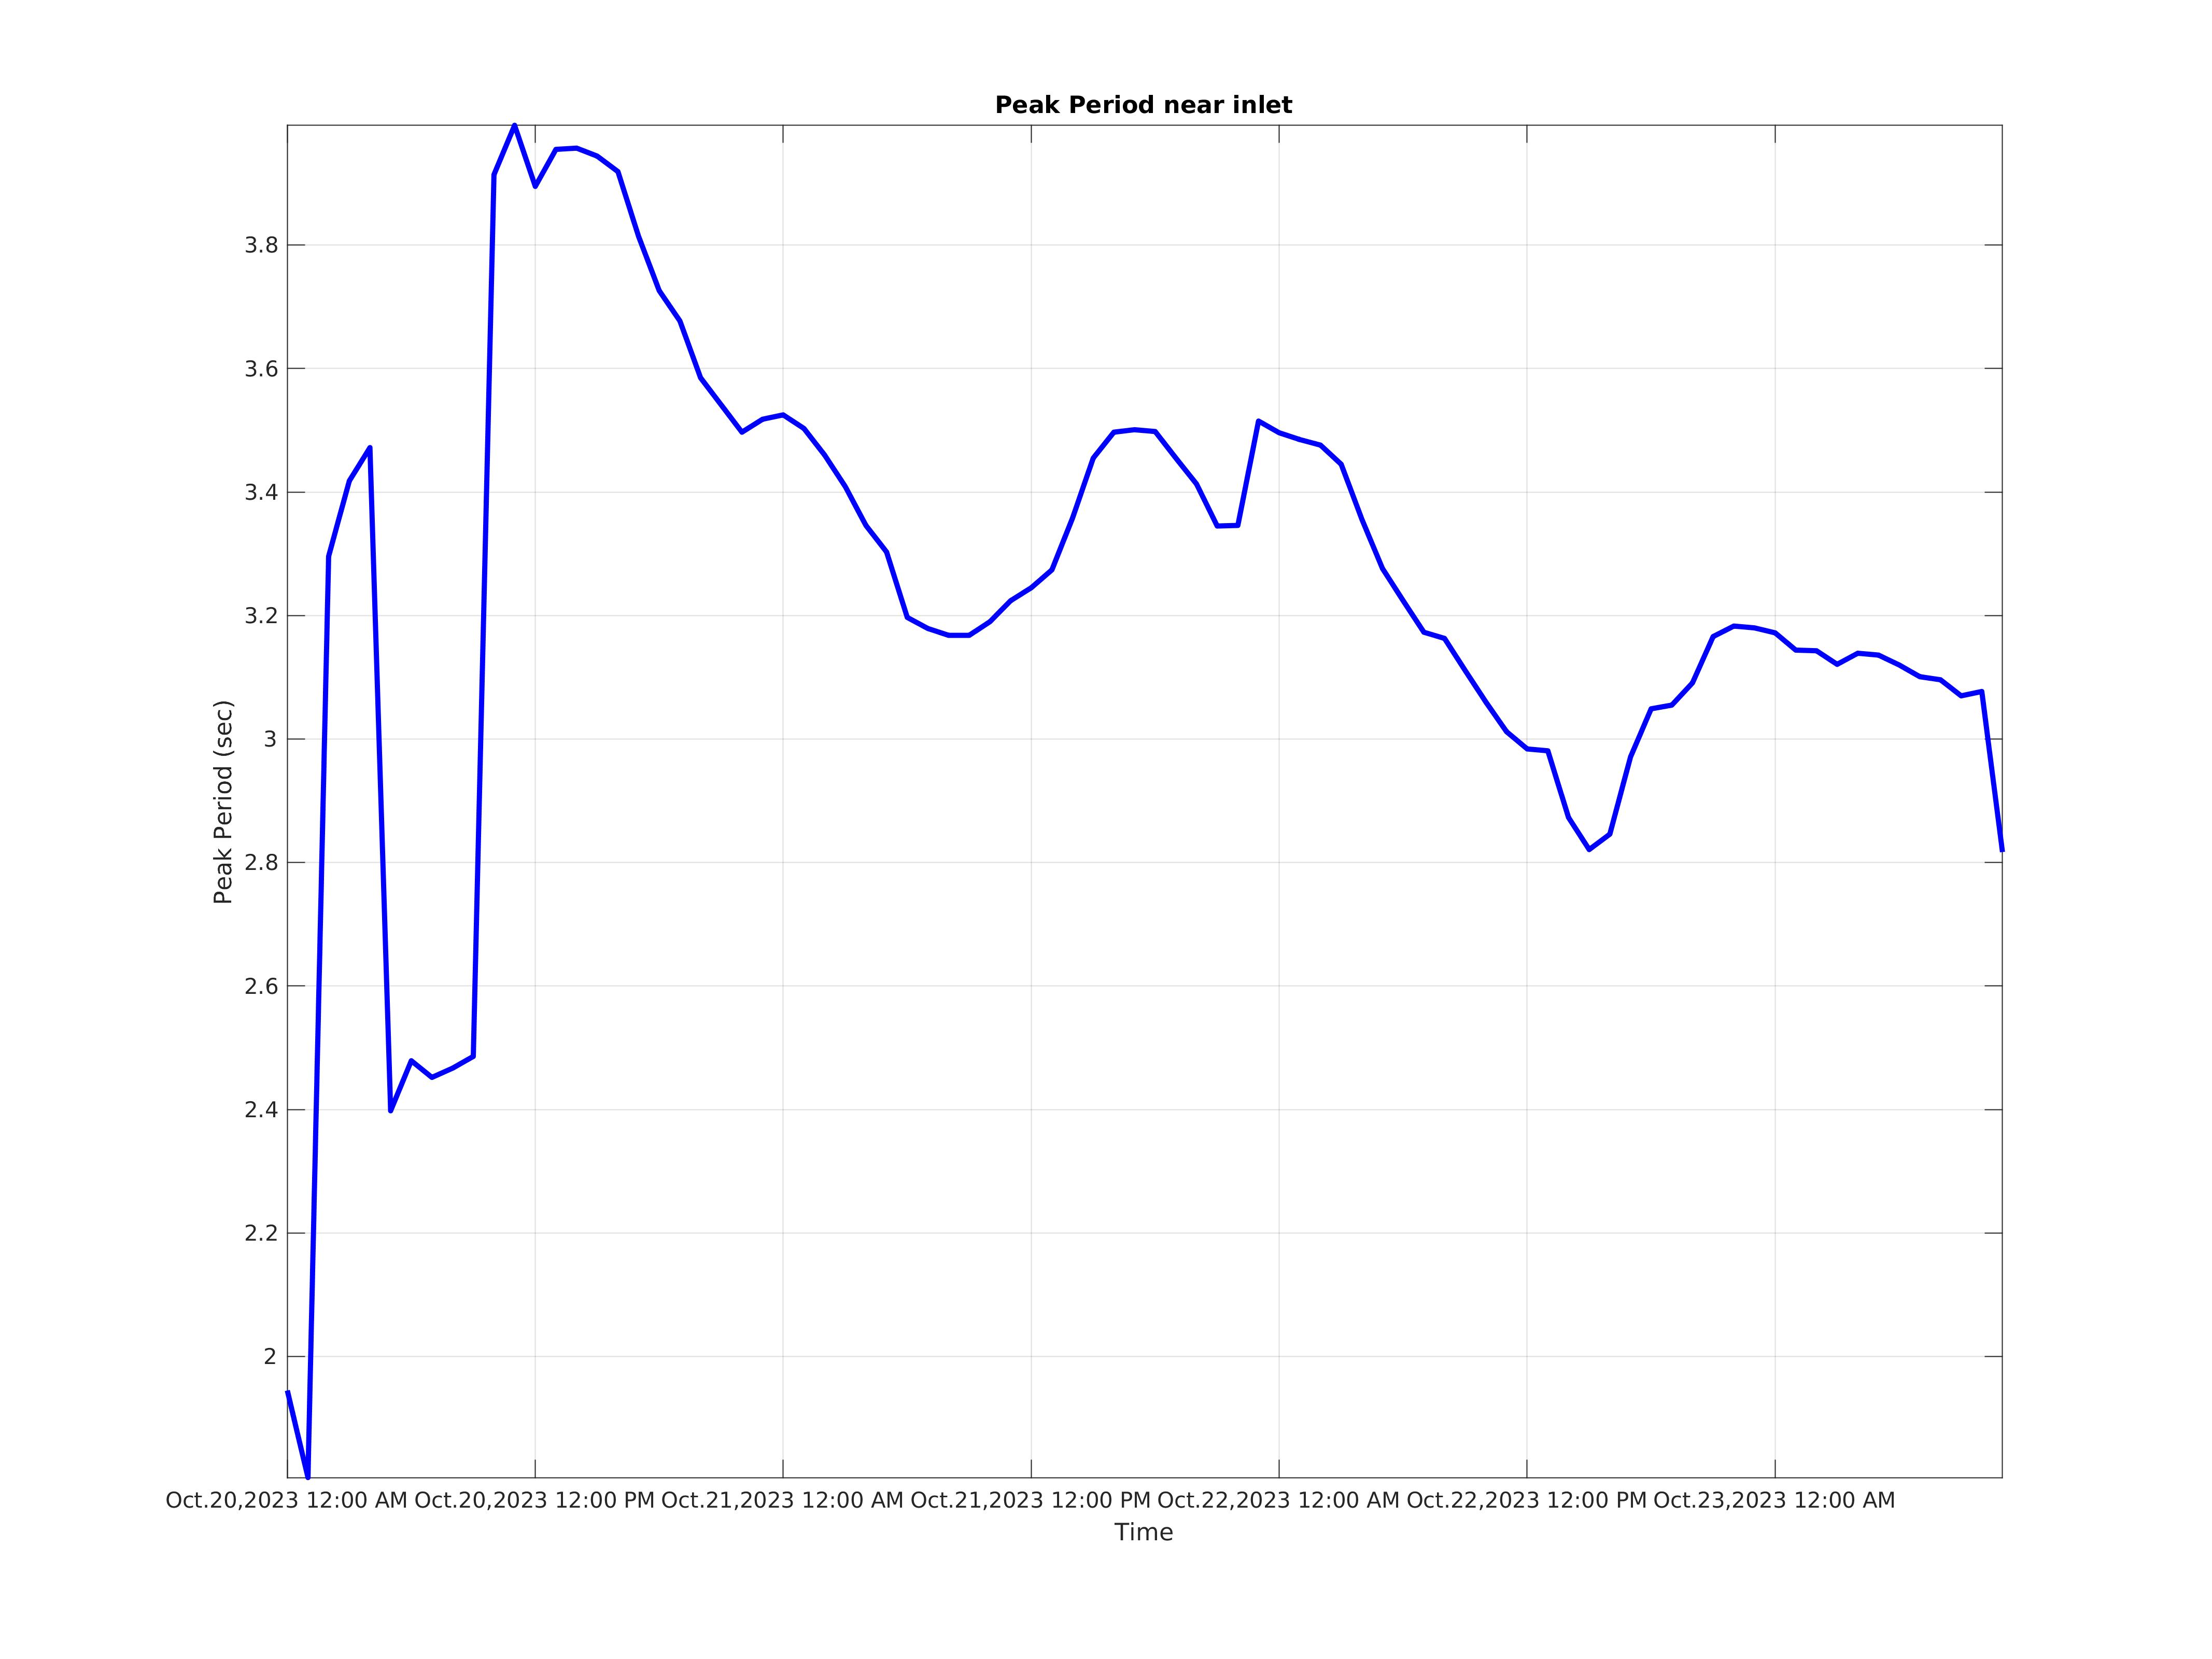 Peak Period near inlet
3.8
3.6
3.4
3.2
3
2.8
2.6
2.4
2.2
2
Peak Period (sec)
Oct.20,2023 12:00 AM Oct.20,2023 12:00 PM Oct.21,2023 12:00 AM Oct.21,2023 12:00 PM Oct.22,2023 12:00 AM Oct.22,2023 12:00 PM Oct.23,2023 12:00 AM
Time